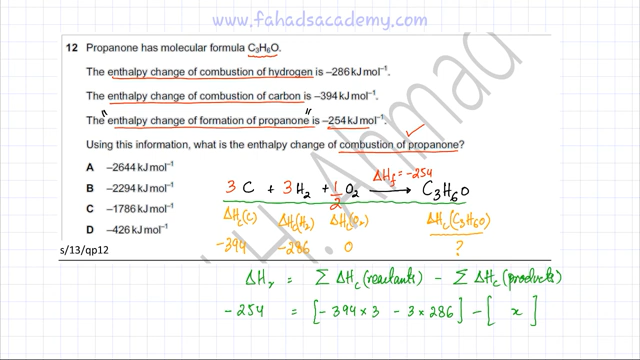 www.fahadsacademy.com
12 Propanone has molecular formula C₃H₆O.
The enthalpy change of combustion of hydrogen is –286 kJ mol⁻¹.
The enthalpy change of combustion of carbon is –394 kJ mol⁻¹.
The "enthalpy change of formation of propanone" is –254 kJ mol⁻¹.
Using this information, what is the enthalpy change of combustion of propanone?
A –2644 kJ mol⁻¹
B –2294 kJ mol⁻¹
C –1786 kJ mol⁻¹
D –426 kJ mol⁻¹
ΔHf = -254
3 C + 3 H₂ + 1/2 O₂ → C₃H₆O
ΔHc(C) ΔHc(H₂) ΔHc(O₂) ΔHc(C₃H₆O)
-394 -286 0 ?
s/13/qp12
ΔHr = Σ ΔHc(reactants) - Σ ΔHc(products)
-254 = [-394×3 - 3×286] - [ x ]